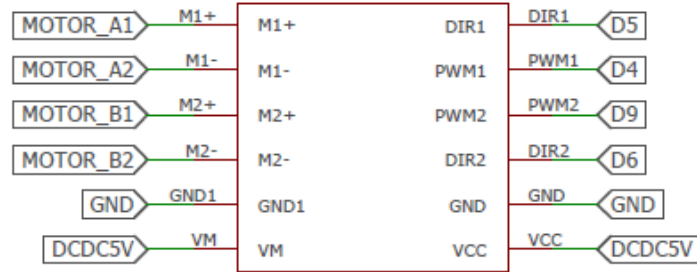 MOTOR_A1 M1+ M1+ DIR1 DIR1 D5
MOTOR_A2 M1- M1- PWM1 PWM1 D4
MOTOR_B1 M2+ M2+ PWM2 PWM2 D9
MOTOR_B2 M2- M2- DIR2 DIR2 D6
GND GND1 GND1 GND GND GND
DCDC5V VM VM VCC VCC DCDC5V